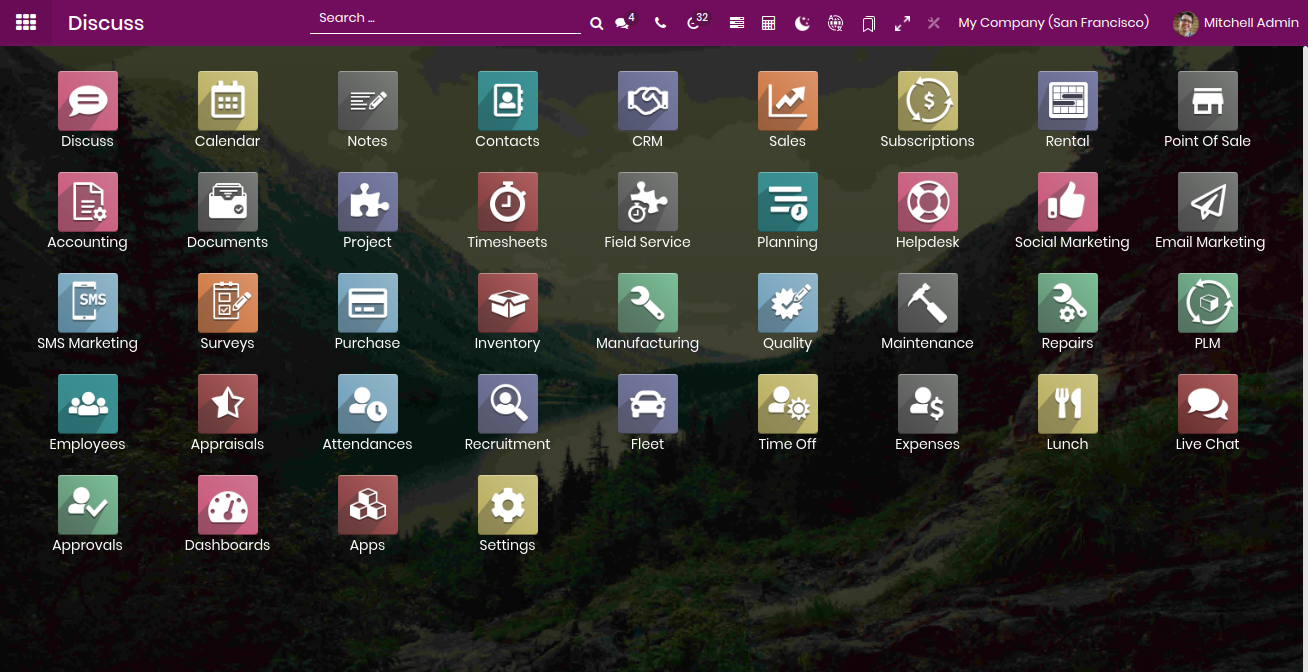 Discuss Search ... 4 32 My Company (San Francisco) Mitchell Admin
Discuss Calendar Notes Contacts CRM Sales Subscriptions Rental Point Of Sale
Accounting Documents Project Timesheets Field Service Planning Helpdesk Social Marketing Email Marketing
SMS
SMS Marketing Surveys Purchase Inventory Manufacturing Quality Maintenance Repairs PLM
Employees Appraisals Attendances Recruitment Fleet Time Off Expenses Lunch Live Chat
Approvals Dashboards Apps Settings